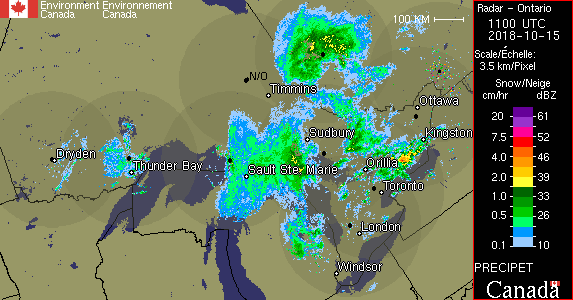 Environment Environnement
Canada Canada
100 KM
N/O
Timmins
Ottawa
Sudbury
Kingston
Dryden
Thunder Bay
Sault Ste. Marie
Orillia
Toronto
London
Windsor
Radar - Ontario
1100 UTC
2018-10-15
Scale/Échelle:
3.5 km/Pixel
Snow/Neige
cm/hr dBZ
20 61
7.5 52
4.0 46
2.0 39
1.0 33
0.5 26
0.1 10
PRECIPET
Canada